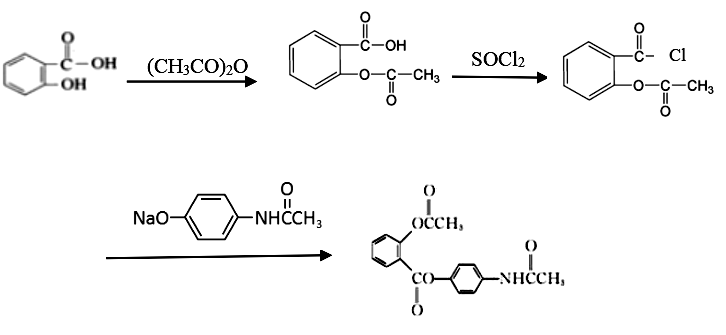 O
C-OH
OH
(CH3CO)2O
O
C-OH
O-C-CH3
O
SOCl2
O
C- Cl
O-C-CH3
O
NaO
O
NHCCH3
O
OCCH3
CO
O
O
NHCCH3